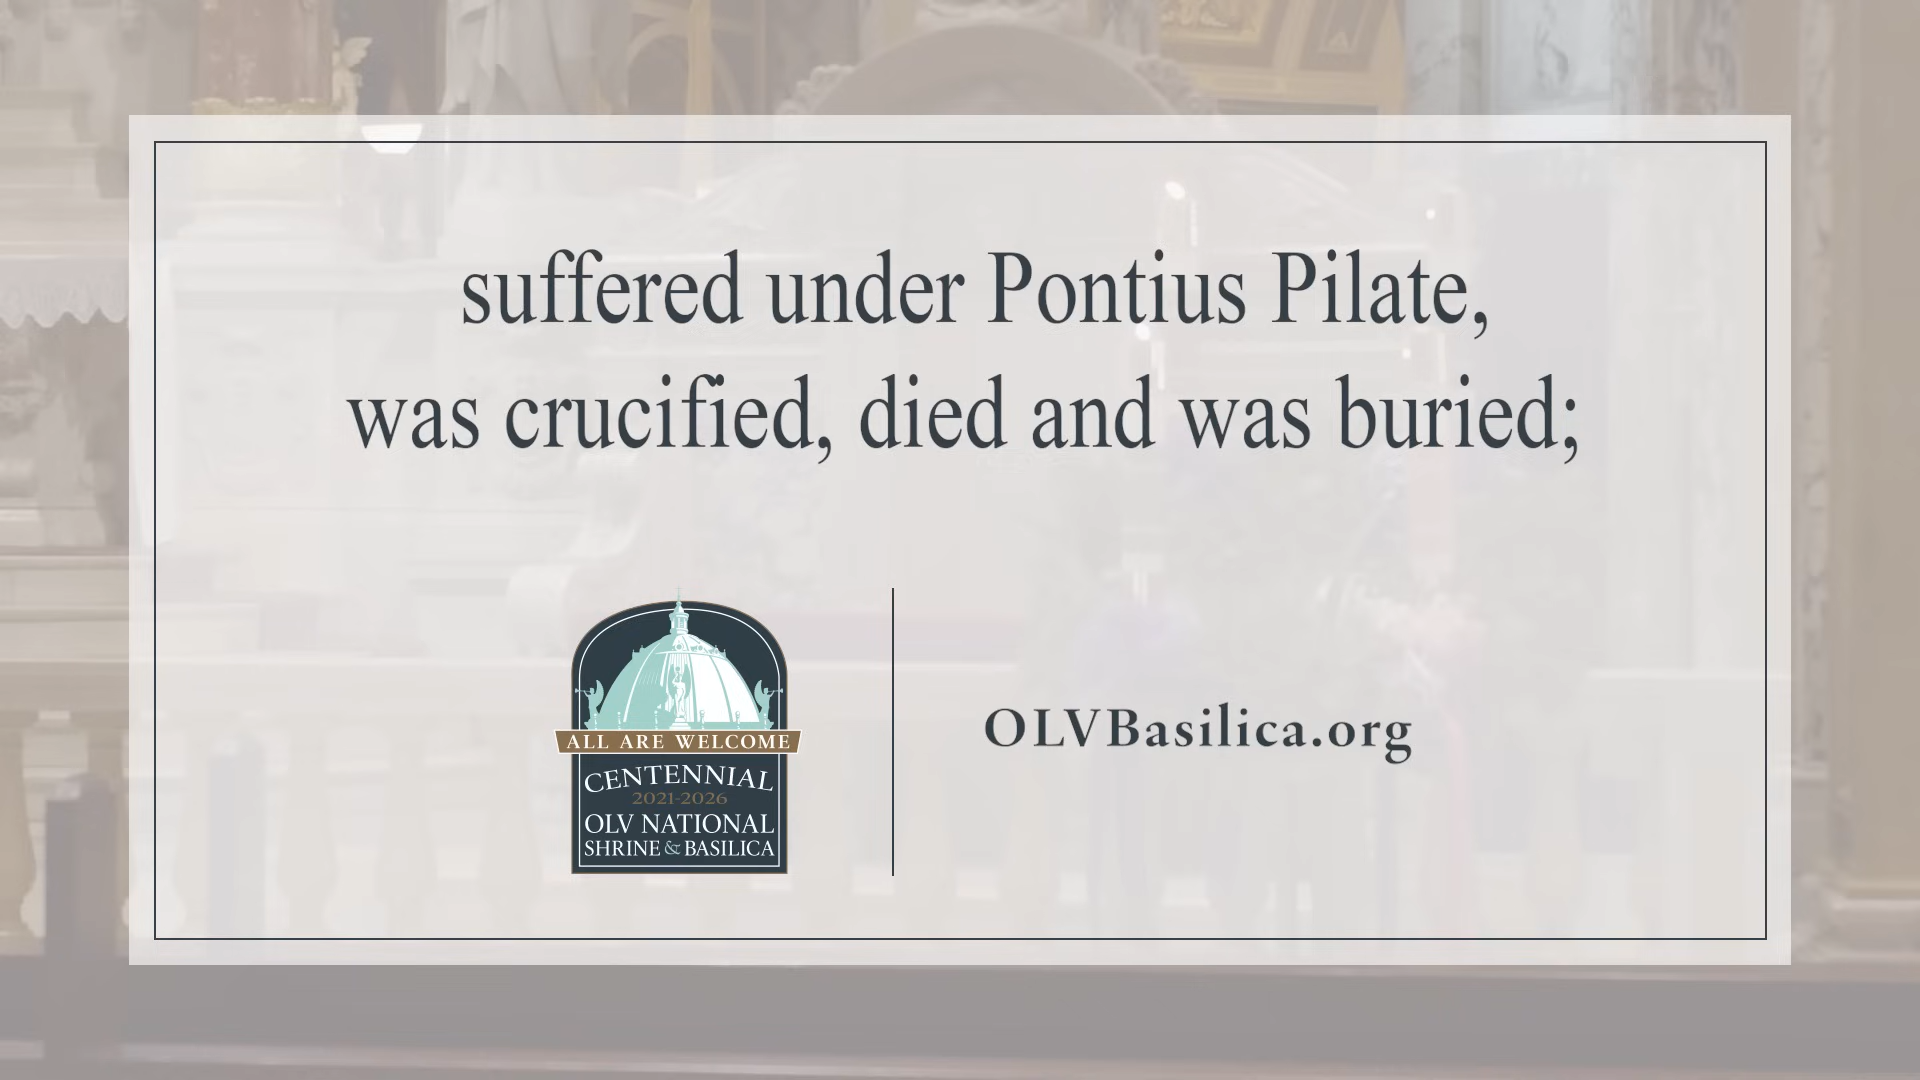 suffered under Pontius Pilate,
was crucified, died and was buried;
ALL ARE WELCOME
CENTENNIAL
2021-2026
OLV NATIONAL
SHRINE & BASILICA
OLVBasilica.org